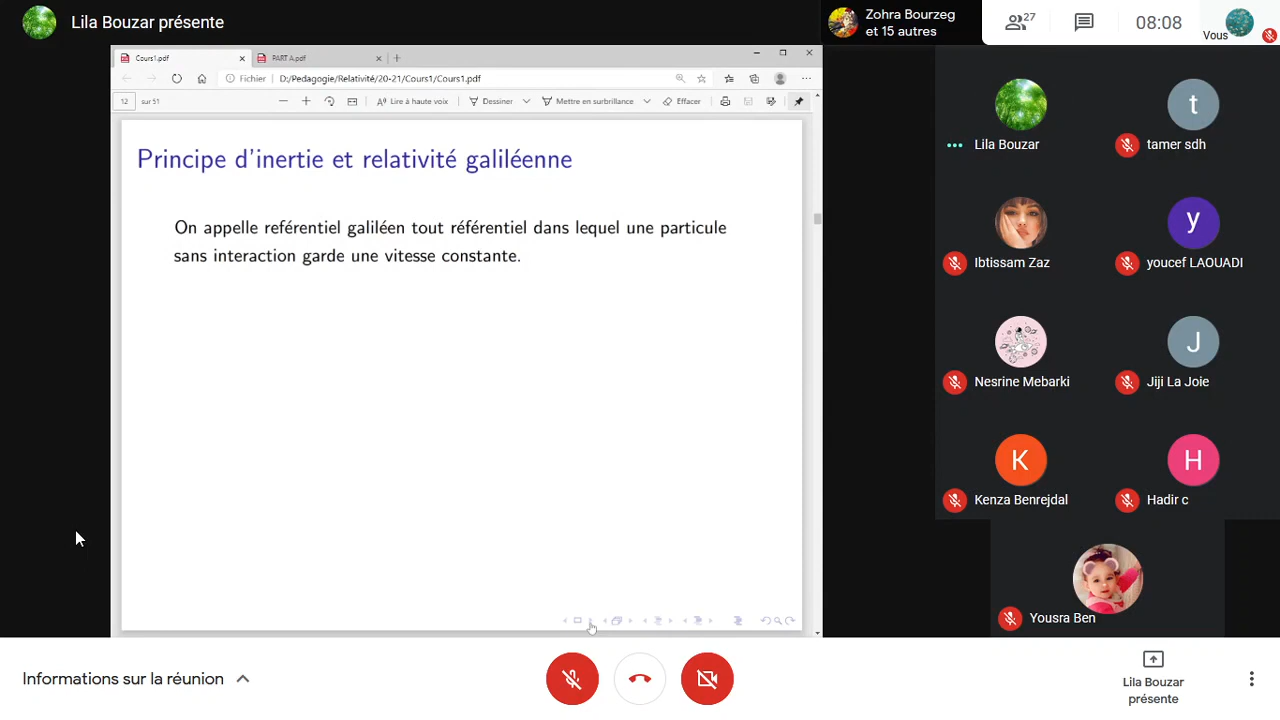 Lila Bouzar présente
Zohra Bourzeg
et 15 autres
27
08:08
Vous
Cours1.pdf
PART A.pdf
Fichier
D:/Pedagogie/Relativité/20-21/Cours1/Cours1.pdf
12 sur 51
Lire à haute voix
Dessiner
Mettre en surbrillance
Effacer
Principe d'inertie et relativité galiléenne
On appelle reférentiel galiléen tout référentiel dans lequel une particule
sans interaction garde une vitesse constante.
Lila Bouzar
t
tamer sdh
Ibtissam Zaz
y
youcef LAOUADI
Nesrine Mebarki
J
Jiji La Joie
K
Kenza Benrejdal
H
Hadir c
Yousra Ben
Informations sur la réunion
Lila Bouzar
présente